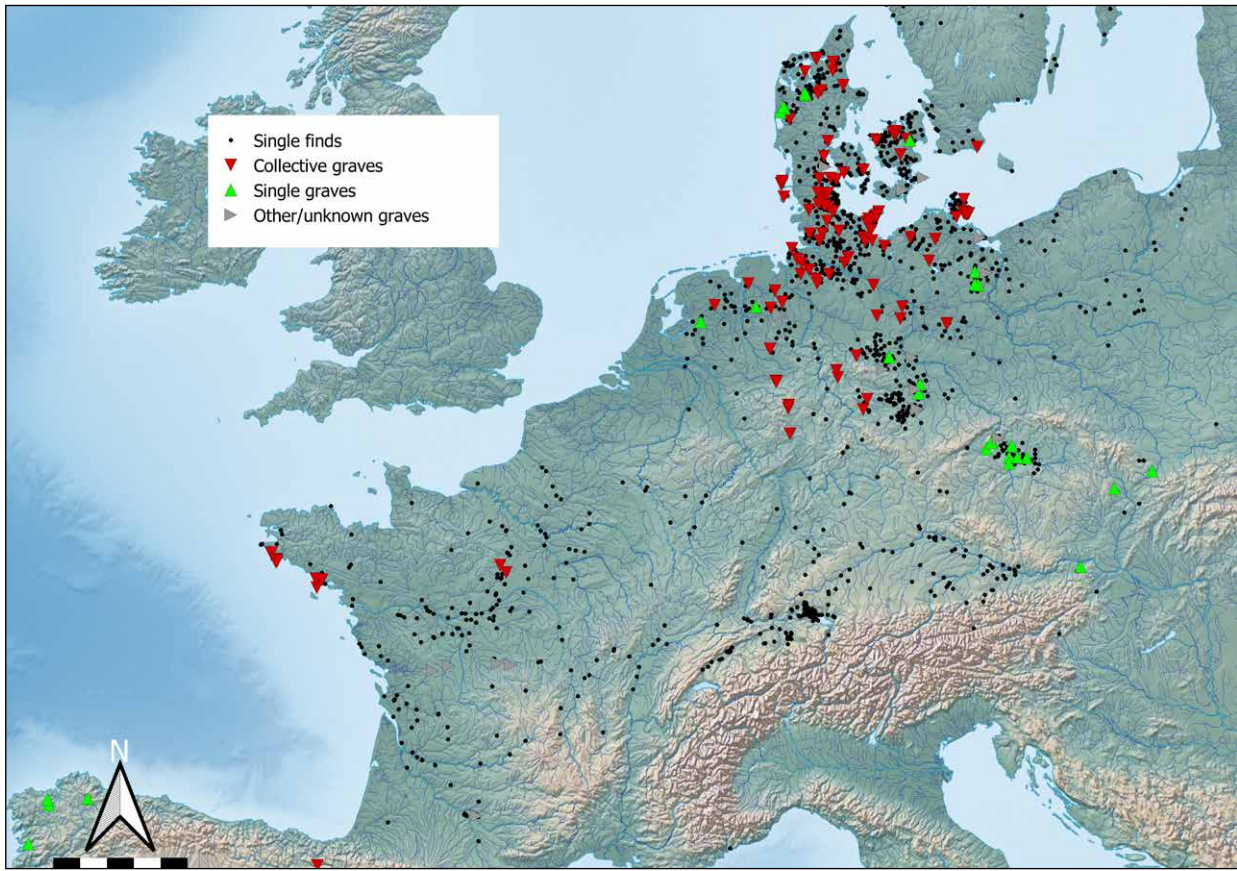 Single finds
Collective graves
Single graves
Other/unknown graves
N